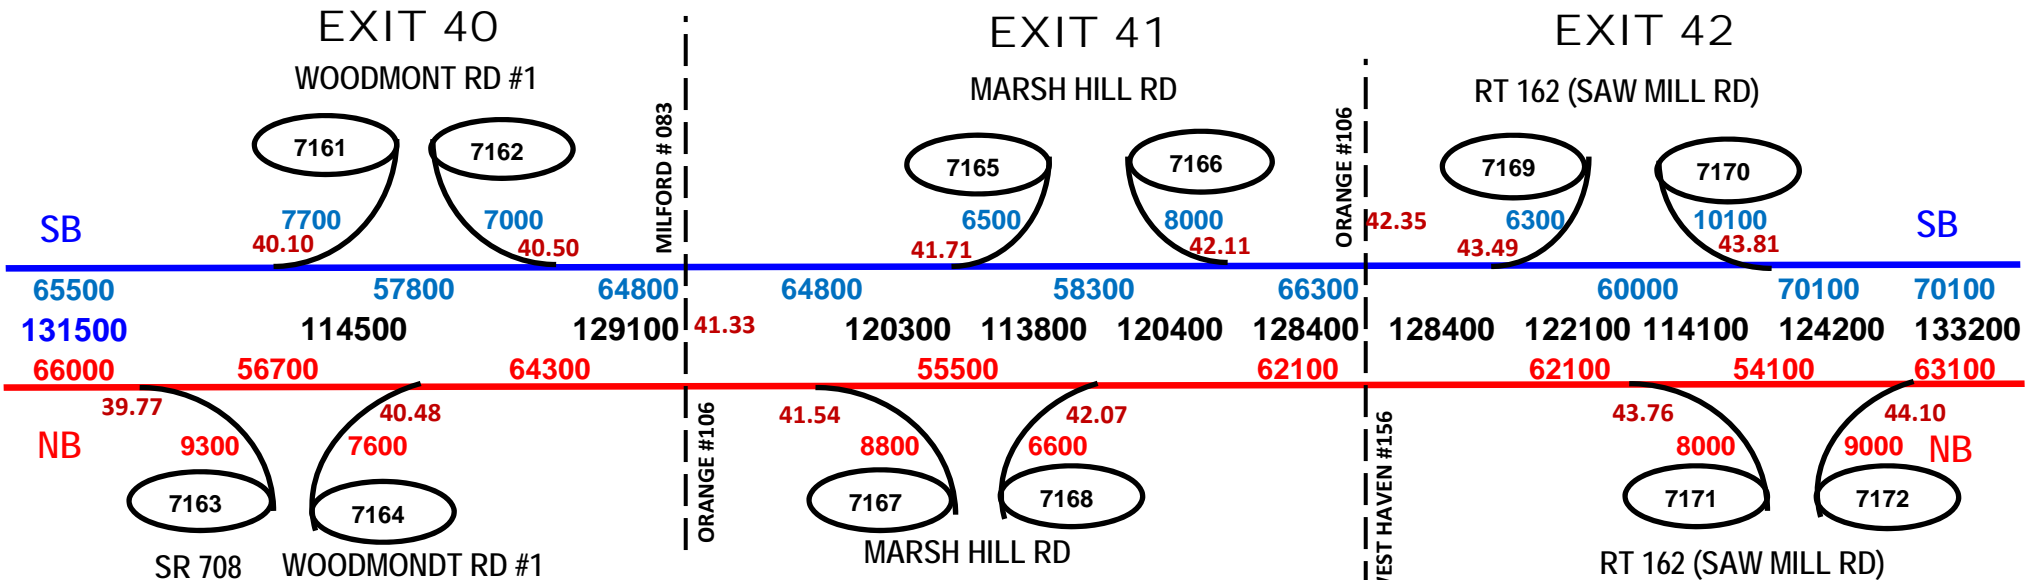 EXIT 40 EXIT 41 EXIT 42
WOODMONT RD #1 MARSH HILL RD RT 162 (SAW MILL RD)
7161 7162 7165 7166 7169 7170
MILFORD # 083
ORANGE #106
SB 7700 7000 6500 8000 42.35 6300 10100 SB
40.10 40.50 41.71 42.11 43.49 43.81
65500 57800 64800 64800 58300 66300 60000 70100 70100
131500 114500 129100 41.33 120300 113800 120400 128400 128400 122100 114100 124200 133200
66000 56700 64300 55500 62100 62100 54100 63100
39.77 40.48 41.54 42.07 43.76 44.10
NB 9300 7600 8800 6600 8000 9000 NB
ORANGE #106
WEST HAVEN #156
7163 7164 7167 7168 7171 7172
SR 708 WOODMONDT RD #1 MARSH HILL RD RT 162 (SAW MILL RD)